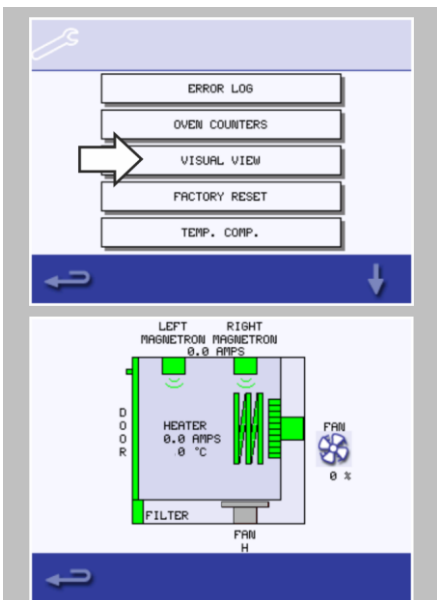 ERROR LOG
OVEN COUNTERS
VISUAL VIEW
FACTORY RESET
TEMP. COMP.
LEFT RIGHT
MAGNETRON MAGNETRON
0.0 AMPS
DOOR
HEATER
0.0 AMPS
.0 °C
FAN
0 %
FILTER
FAN
H